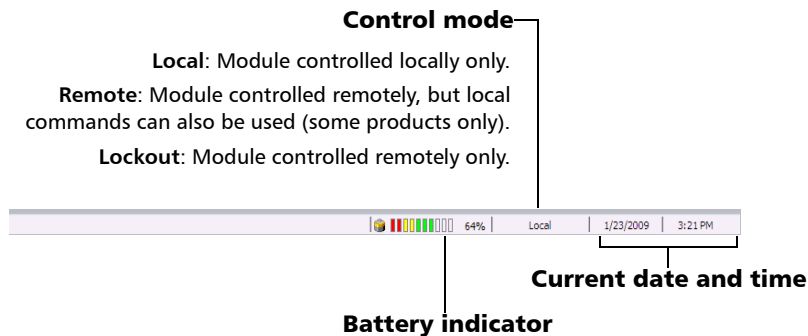 Control mode
Local: Module controlled locally only.
Remote: Module controlled remotely, but local
commands can also be used (some products only).
Lockout: Module controlled remotely only.
64% Local 1/23/2009 3:21 PM
Current date and time
Battery indicator